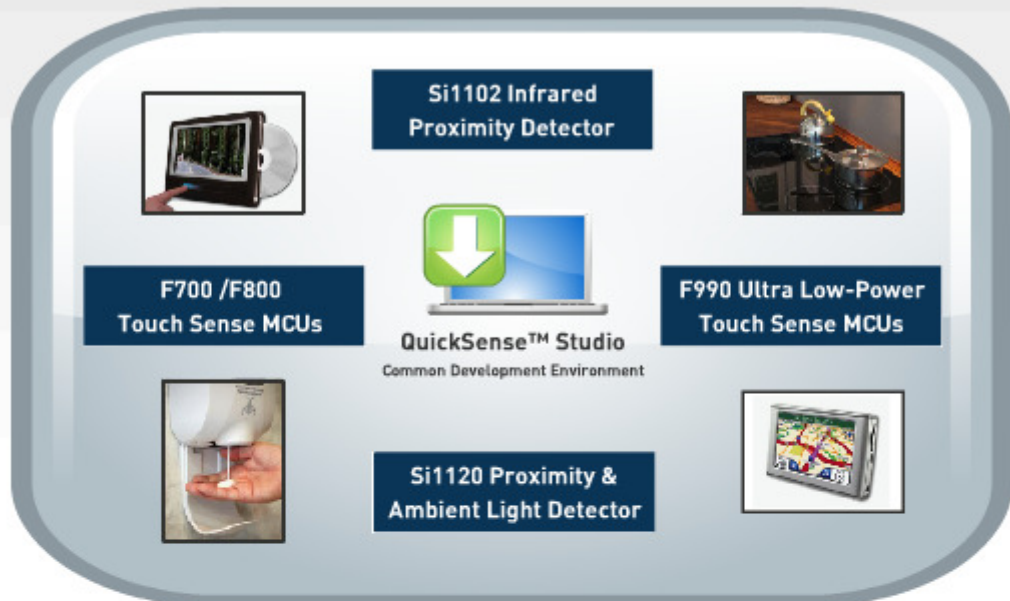 Si1102 Infrared
Proximity Detector
F700 /F800
Touch Sense MCUs
QuickSense™ Studio
Common Development Environment
F990 Ultra Low-Power
Touch Sense MCUs
Si1120 Proximity &
Ambient Light Detector